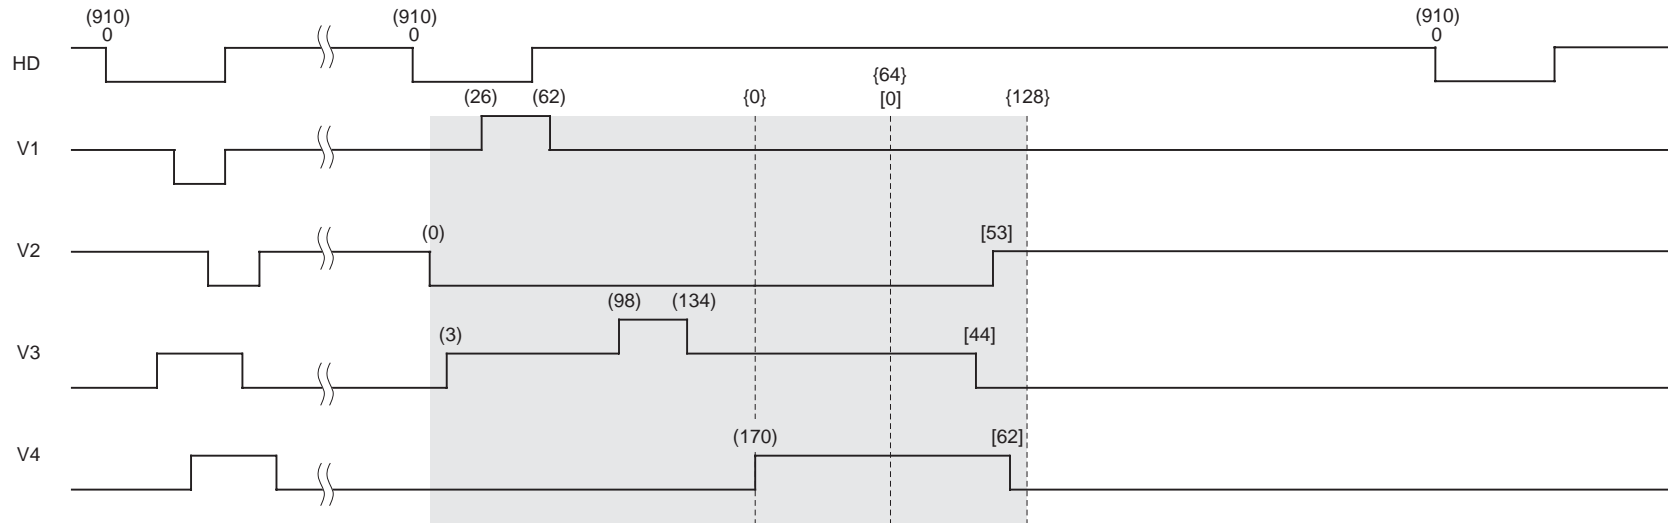 (910) (910) (910)
0 0 0
HD
{64}
(26) (62) {0} [0] {128}
V1
(0) [53]
V2
(98) (134)
(3) [44]
V3
(170) [62]
V4